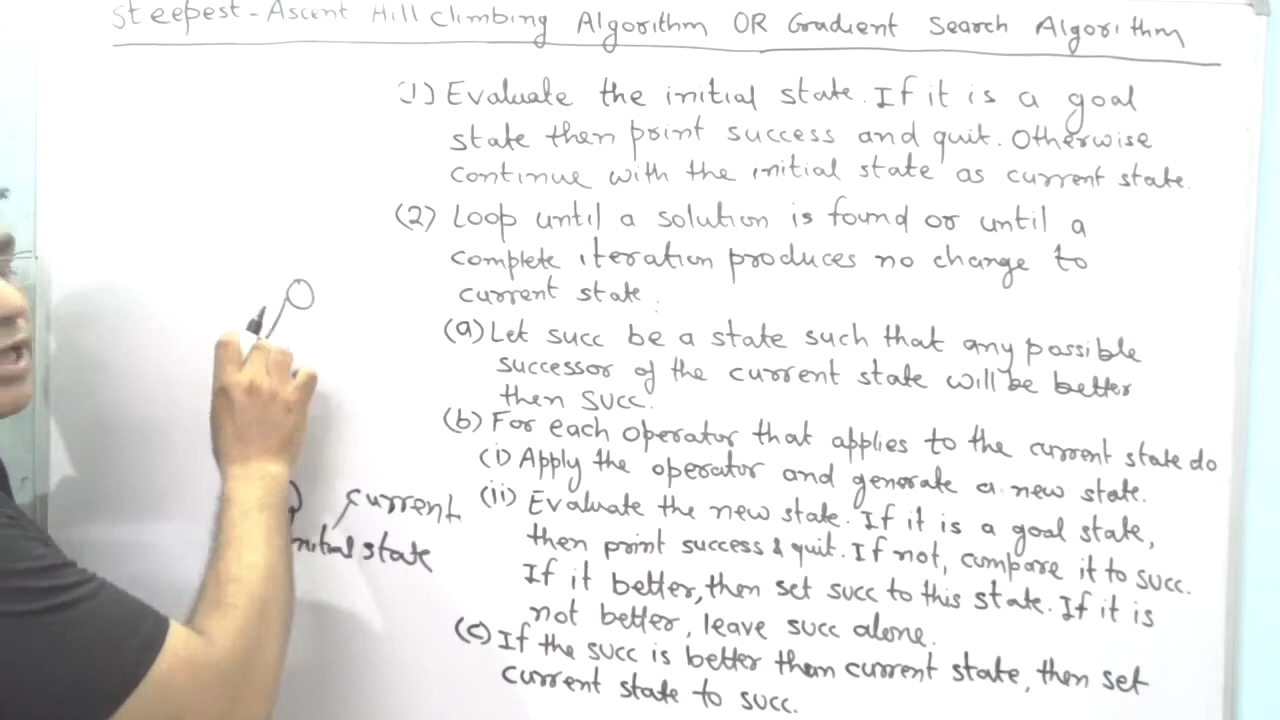 Steepest-Ascent Hill Climbing Algorithm OR Gradient Search Algorithm
(1) Evaluate the initial state. If it is a goal
state then print success and quit. Otherwise
continue with the initial state as current state.
(2) Loop until a solution is found or until a
complete iteration produces no change to
current state.
(a) Let succ be a state such that any possible
successor of the current state will be better
then succ.
(b) For each operator that applies to the current state do
(i) Apply the operator and generate a new state.
(ii) Evaluate the new state. If it is a goal state,
then print success & quit. If not, compare it to succ.
If it better, then set succ to this state. If it is
not better, leave succ alone.
(c) If the succ is better than current state, then set
current state to succ.
current
nitial state